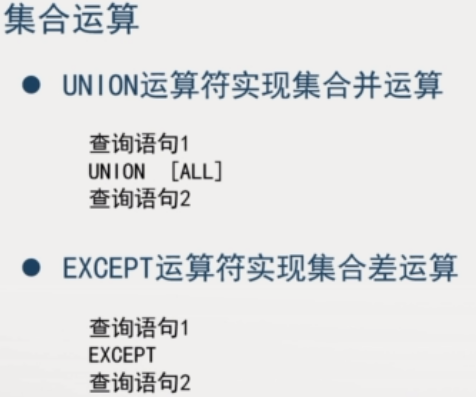 集合运算
● UNION运算符实现集合并运算
查询语句1
UNION [ALL]
查询语句2
● EXCEPT运算符实现集合差运算
查询语句1
EXCEPT
查询语句2